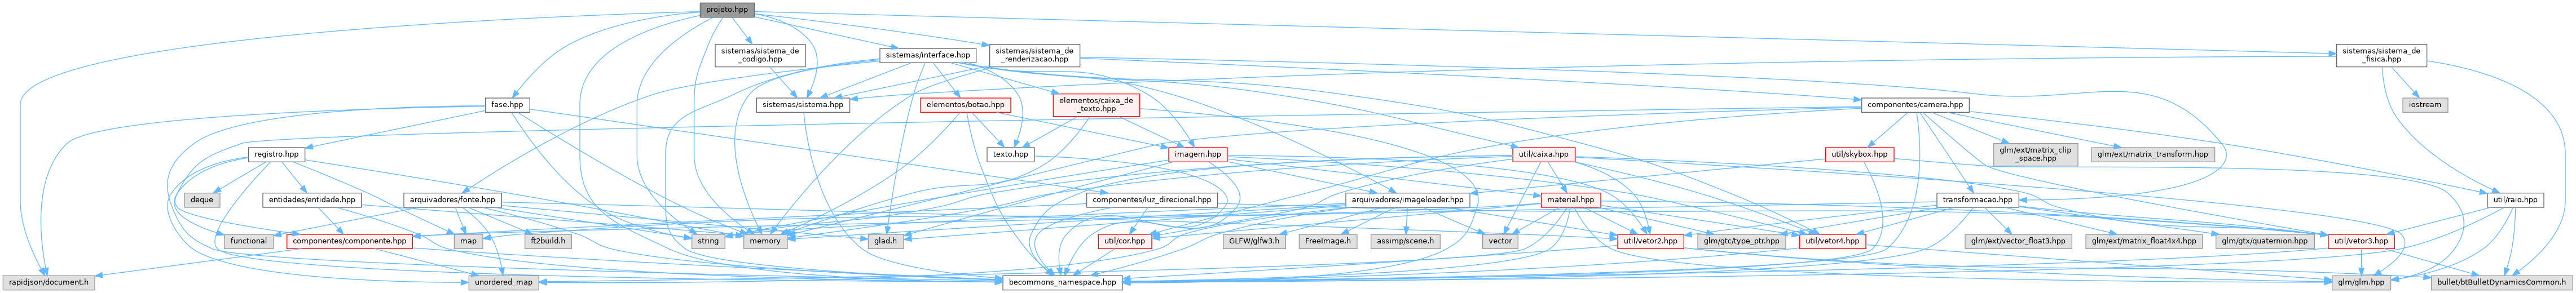 projeto.hpp
sistemas/sistema_de
_codigo.hpp
sistemas/interface.hpp
sistemas/sistema_de
_renderizacao.hpp
sistemas/sistema_de
_fisica.hpp
fase.hpp
sistemas/sistema.hpp
elementos/botao.hpp
elementos/caixa_de
_texto.hpp
componentes/camera.hpp
iostream
registro.hpp
texto.hpp
imagem.hpp
util/caixa.hpp
util/skybox.hpp
glm/ext/matrix_clip
_space.hpp
glm/ext/matrix_transform.hpp
deque
entidades/entidade.hpp
arquivadores/fonte.hpp
componentes/luz_direcional.hpp
arquivadores/imageloader.hpp
material.hpp
transformacao.hpp
util/raio.hpp
functional
componentes/componente.hpp
map
ft2build.h
string
memory
glad.h
util/cor.hpp
GLFW/glfw3.h
FreeImage.h
assimp/scene.h
vector
util/vetor2.hpp
glm/gtc/type_ptr.hpp
util/vetor4.hpp
glm/ext/vector_float3.hpp
glm/ext/matrix_float4x4.hpp
glm/gtx/quaternion.hpp
util/vetor3.hpp
rapidjson/document.h
unordered_map
becommons_namespace.hpp
glm/glm.hpp
bullet/btBulletDynamicsCommon.h